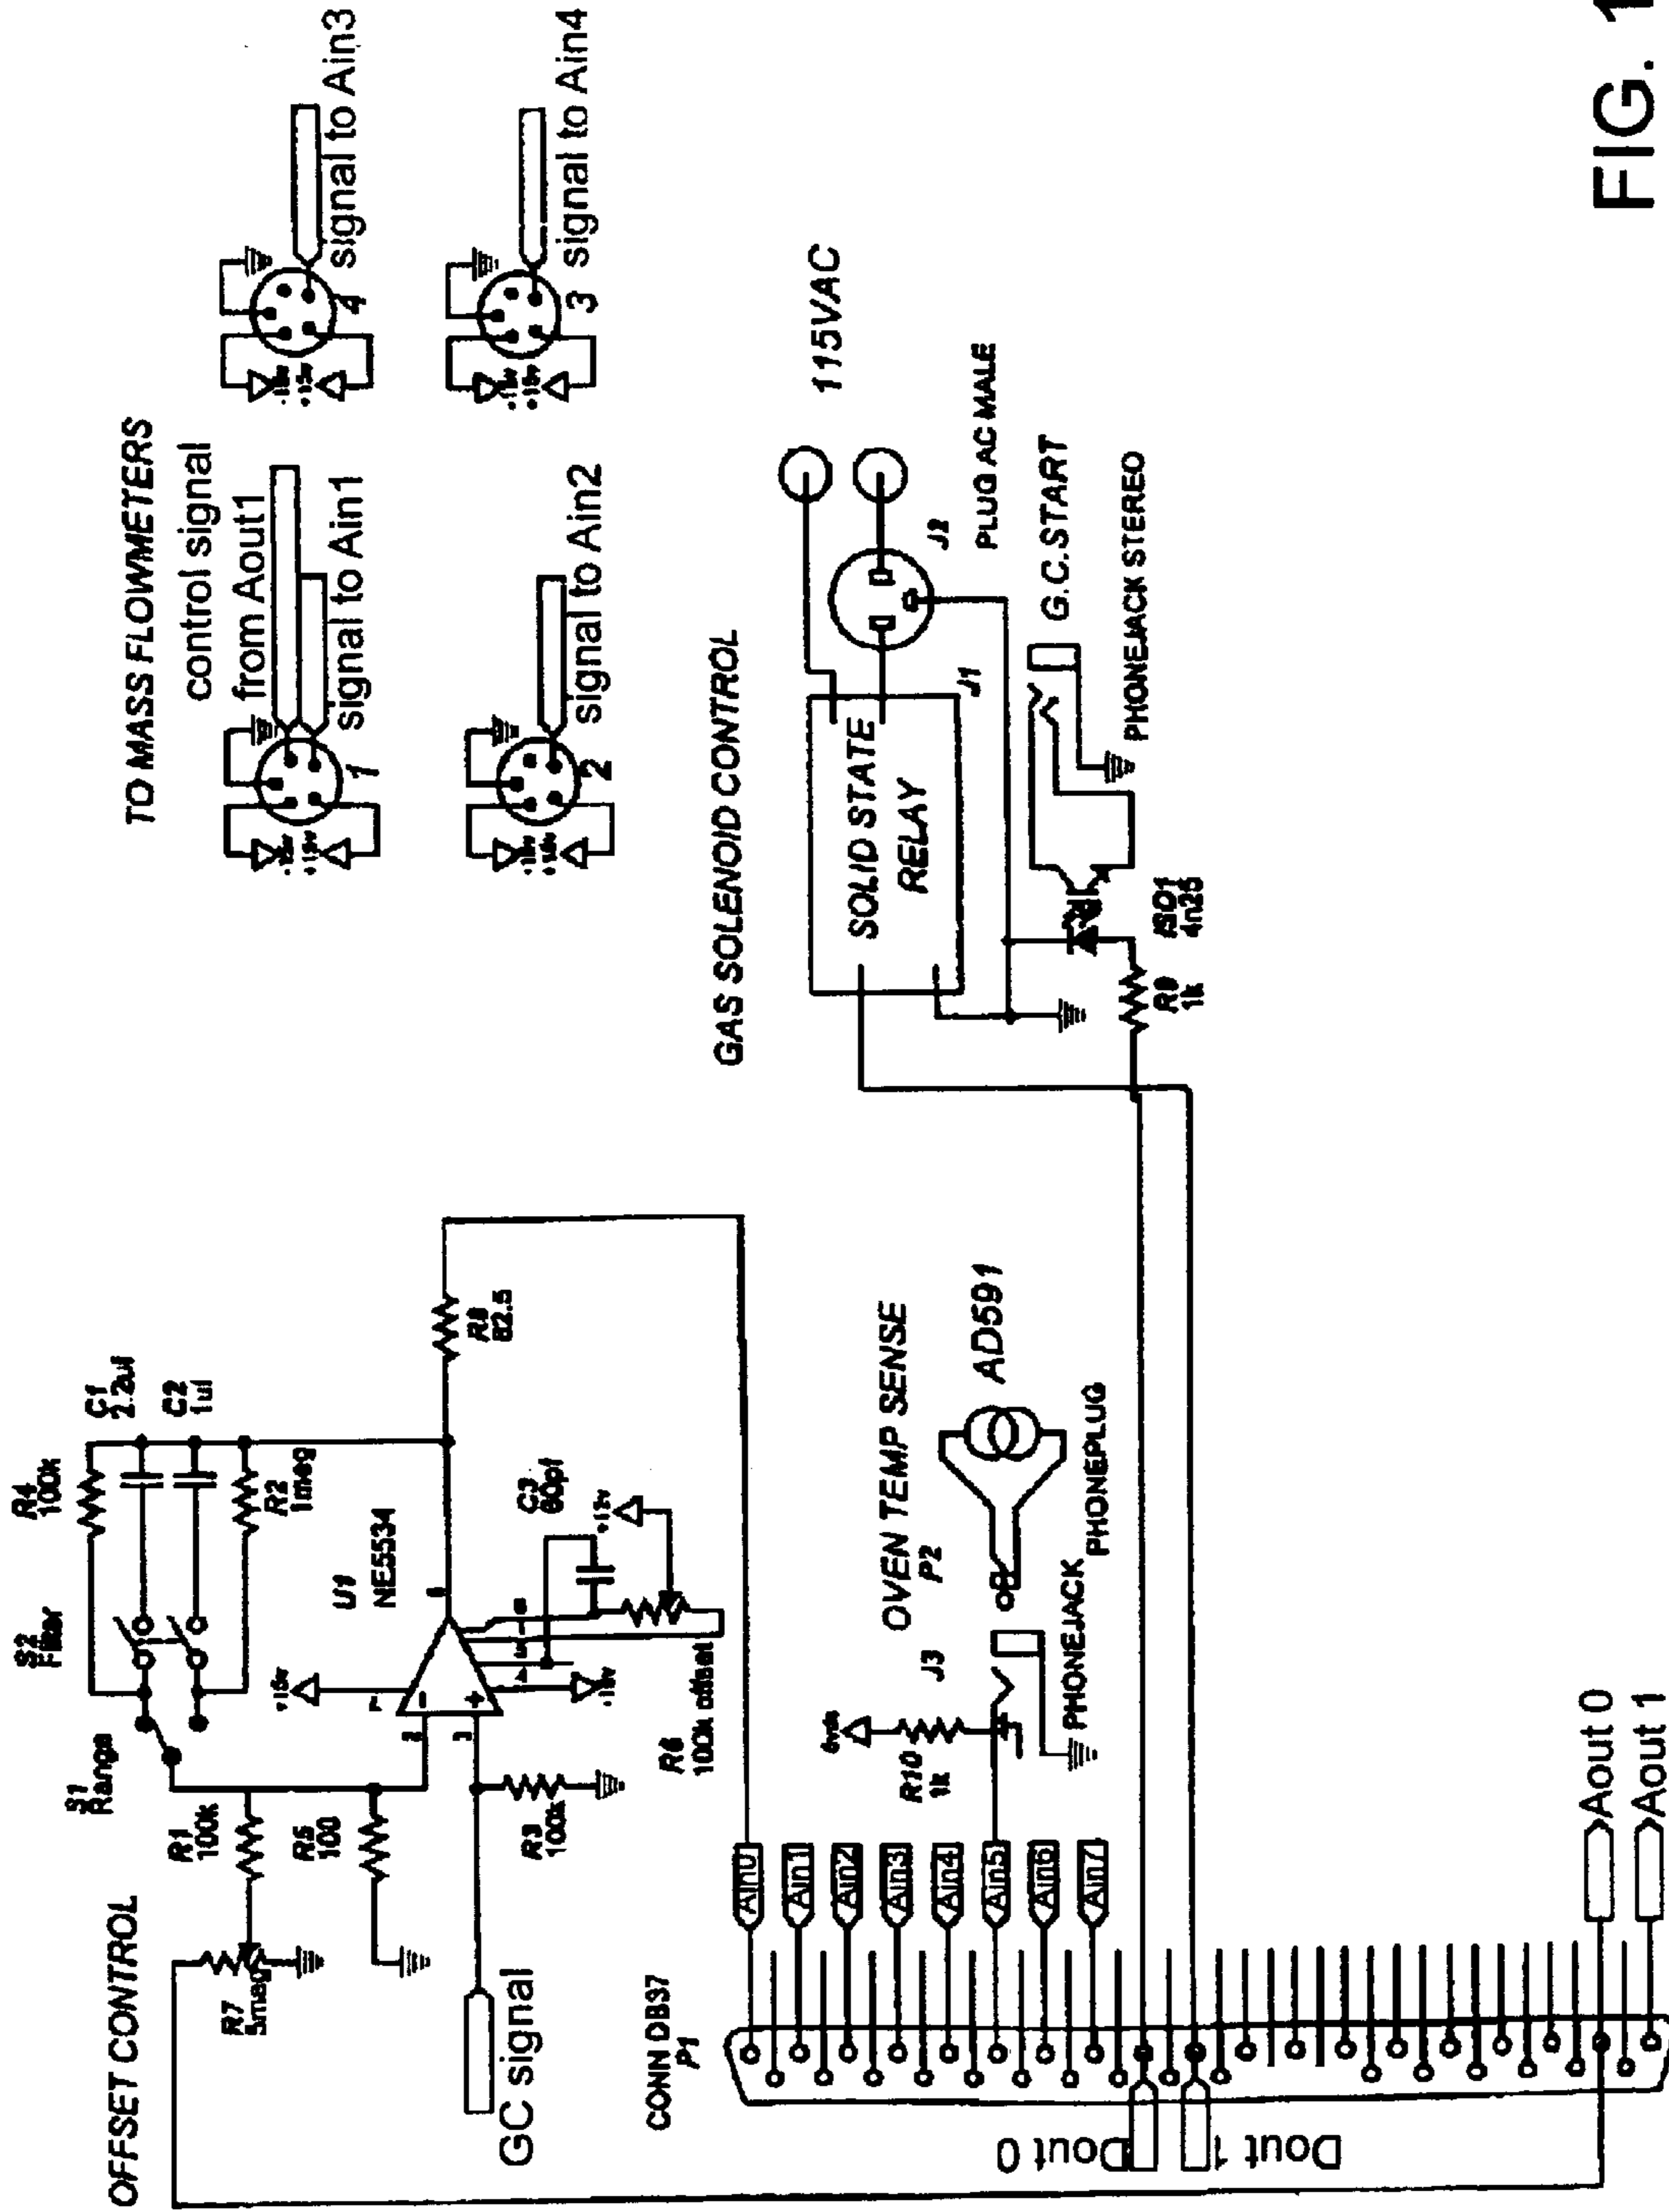 OFFSET CONTROL
S1
Range
S2
Filter
R4
100k
C1
C2
R2
1meg
R1
100k
R5
100
R7
U1
NE5534
2
3
7
+15v
R3
100k
R6
100k offset
C3
R8
82.5
GC signal
TO MASS FLOWMETERS
control signal
from Aout1
signal to Ain1
1
signal to Ain2
2
signal to Ain3
4
signal to Ain4
3
CONN DB37
P1
Ain0
Ain1
Ain2
Ain3
Ain4
Ain5
Ain6
Ain7
Dout 0
Dout 1
Aout 0
Aout 1
OVEN TEMP SENSE
P2
J3
R10
1k
AD591
PHONEJACK
PHONEPLUG
GAS SOLENOID CONTROL
SOLID STATE
RELAY
J1
J2
115VAC
PLUG AC MALE
G.C.START
PHONEJACK STEREO
ISO1
4n25
R9
1k
FIG. 1